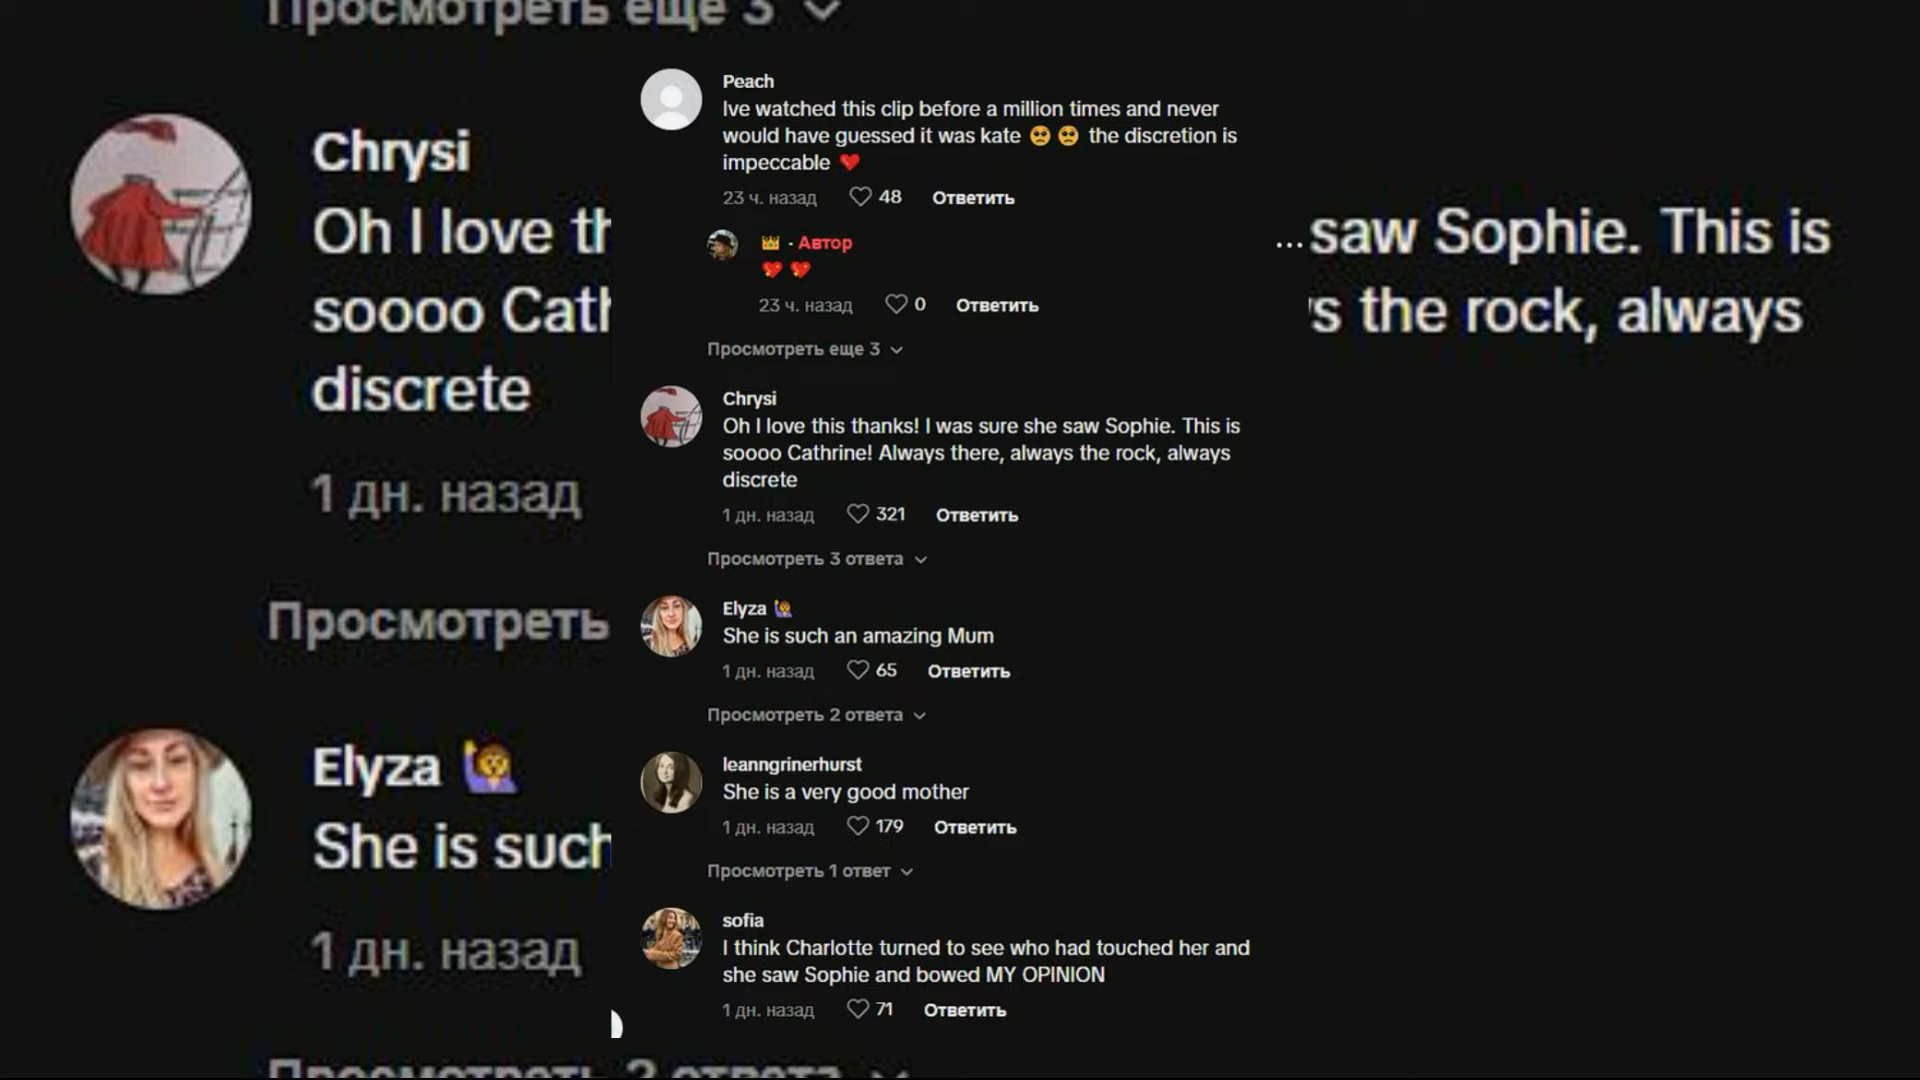 Просмотреть еще 3
Chrysi
Oh I love
soooo
discrete
1 дн. назад
Просмотреть
Elyza 🙋
She is such
1 дн. назад
Просмотреть 2 ответа
Peach
Ive watched this clip before a million times and never
would have guessed it was kate 🥺 🥺 the discretion is
impeccable ❤️
23 ч. назад 48 Ответить
👑 · Автор
💖 💖
23 ч. назад 0 Ответить
Просмотреть еще 3
Chrysi
Oh I love this thanks! I was sure she saw Sophie. This is
soooo Cathrine! Always there, always the rock, always
discrete
1 дн. назад 321 Ответить
Просмотреть 3 ответа
Elyza 🙋
She is such an amazing Mum
1 дн. назад 65 Ответить
Просмотреть 2 ответа
leanngrinerhurst
She is a very good mother
1 дн. назад 179 Ответить
Просмотреть 1 ответ
sofia
I think Charlotte turned to see who had touched her and
she saw Sophie and bowed MY OPINION
1 дн. назад 71 Ответить
...
saw Sophie. This is
the rock, always